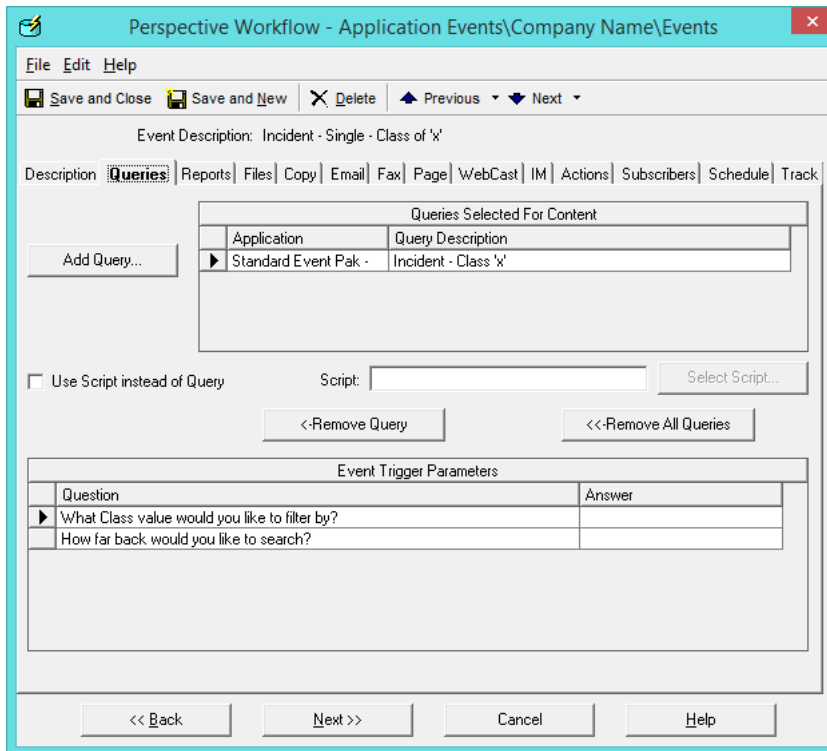 Perspective Workflow - Application Events\Company Name\Events
File Edit Help
Save and Close Save and New Delete Previous Next
Event Description: Incident - Single - Class of 'x'
Description Queries Reports Files Copy Email Fax Page WebCast IM Actions Subscribers Schedule Track
Queries Selected For Content
Application Query Description
Add Query...
Standard Event Pak - Incident - Class 'x'
Use Script instead of Query Script: Select Script...
<-Remove Query <<-Remove All Queries
Event Trigger Parameters
Question Answer
What Class value would you like to filter by?
How far back would you like to search?
<< Back Next >> Cancel Help